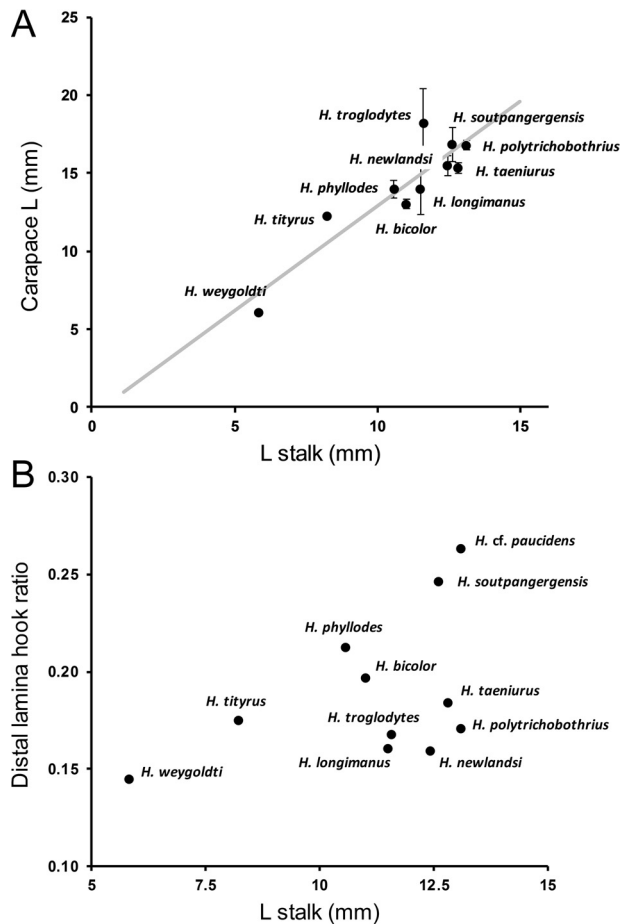 A
25
20
15
10
5
0
Carapace L (mm)
H. troglodytes
H. soutpangergensis
H. polytrichobothrius
H. newlandsi
H. taeniurus
H. phyllodes
H. longimanus
H. tityrus
H. bicolor
H. weygoldti
0 5 10 15
L stalk (mm)
B
0.30
0.25
0.20
0.15
0.10
Distal lamina hook ratio
H. cf. paucidens
H. soutpangergensis
H. phyllodes
H. bicolor
H. taeniurus
H. tityrus
H. troglodytes
H. polytrichobothrius
H. longimanus
H. newlandsi
H. weygoldti
5 7.5 10 12.5 15
L stalk (mm)